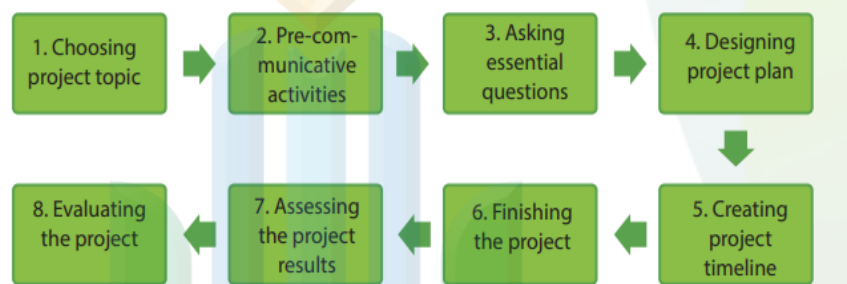 1. Choosing
project topic
2. Pre-com-
municative
activities
3. Asking
essential
questions
4. Designing
project plan
5. Creating
project
timeline
6. Finishing
the project
7. Assessing
the project
results
8. Evaluating
the project